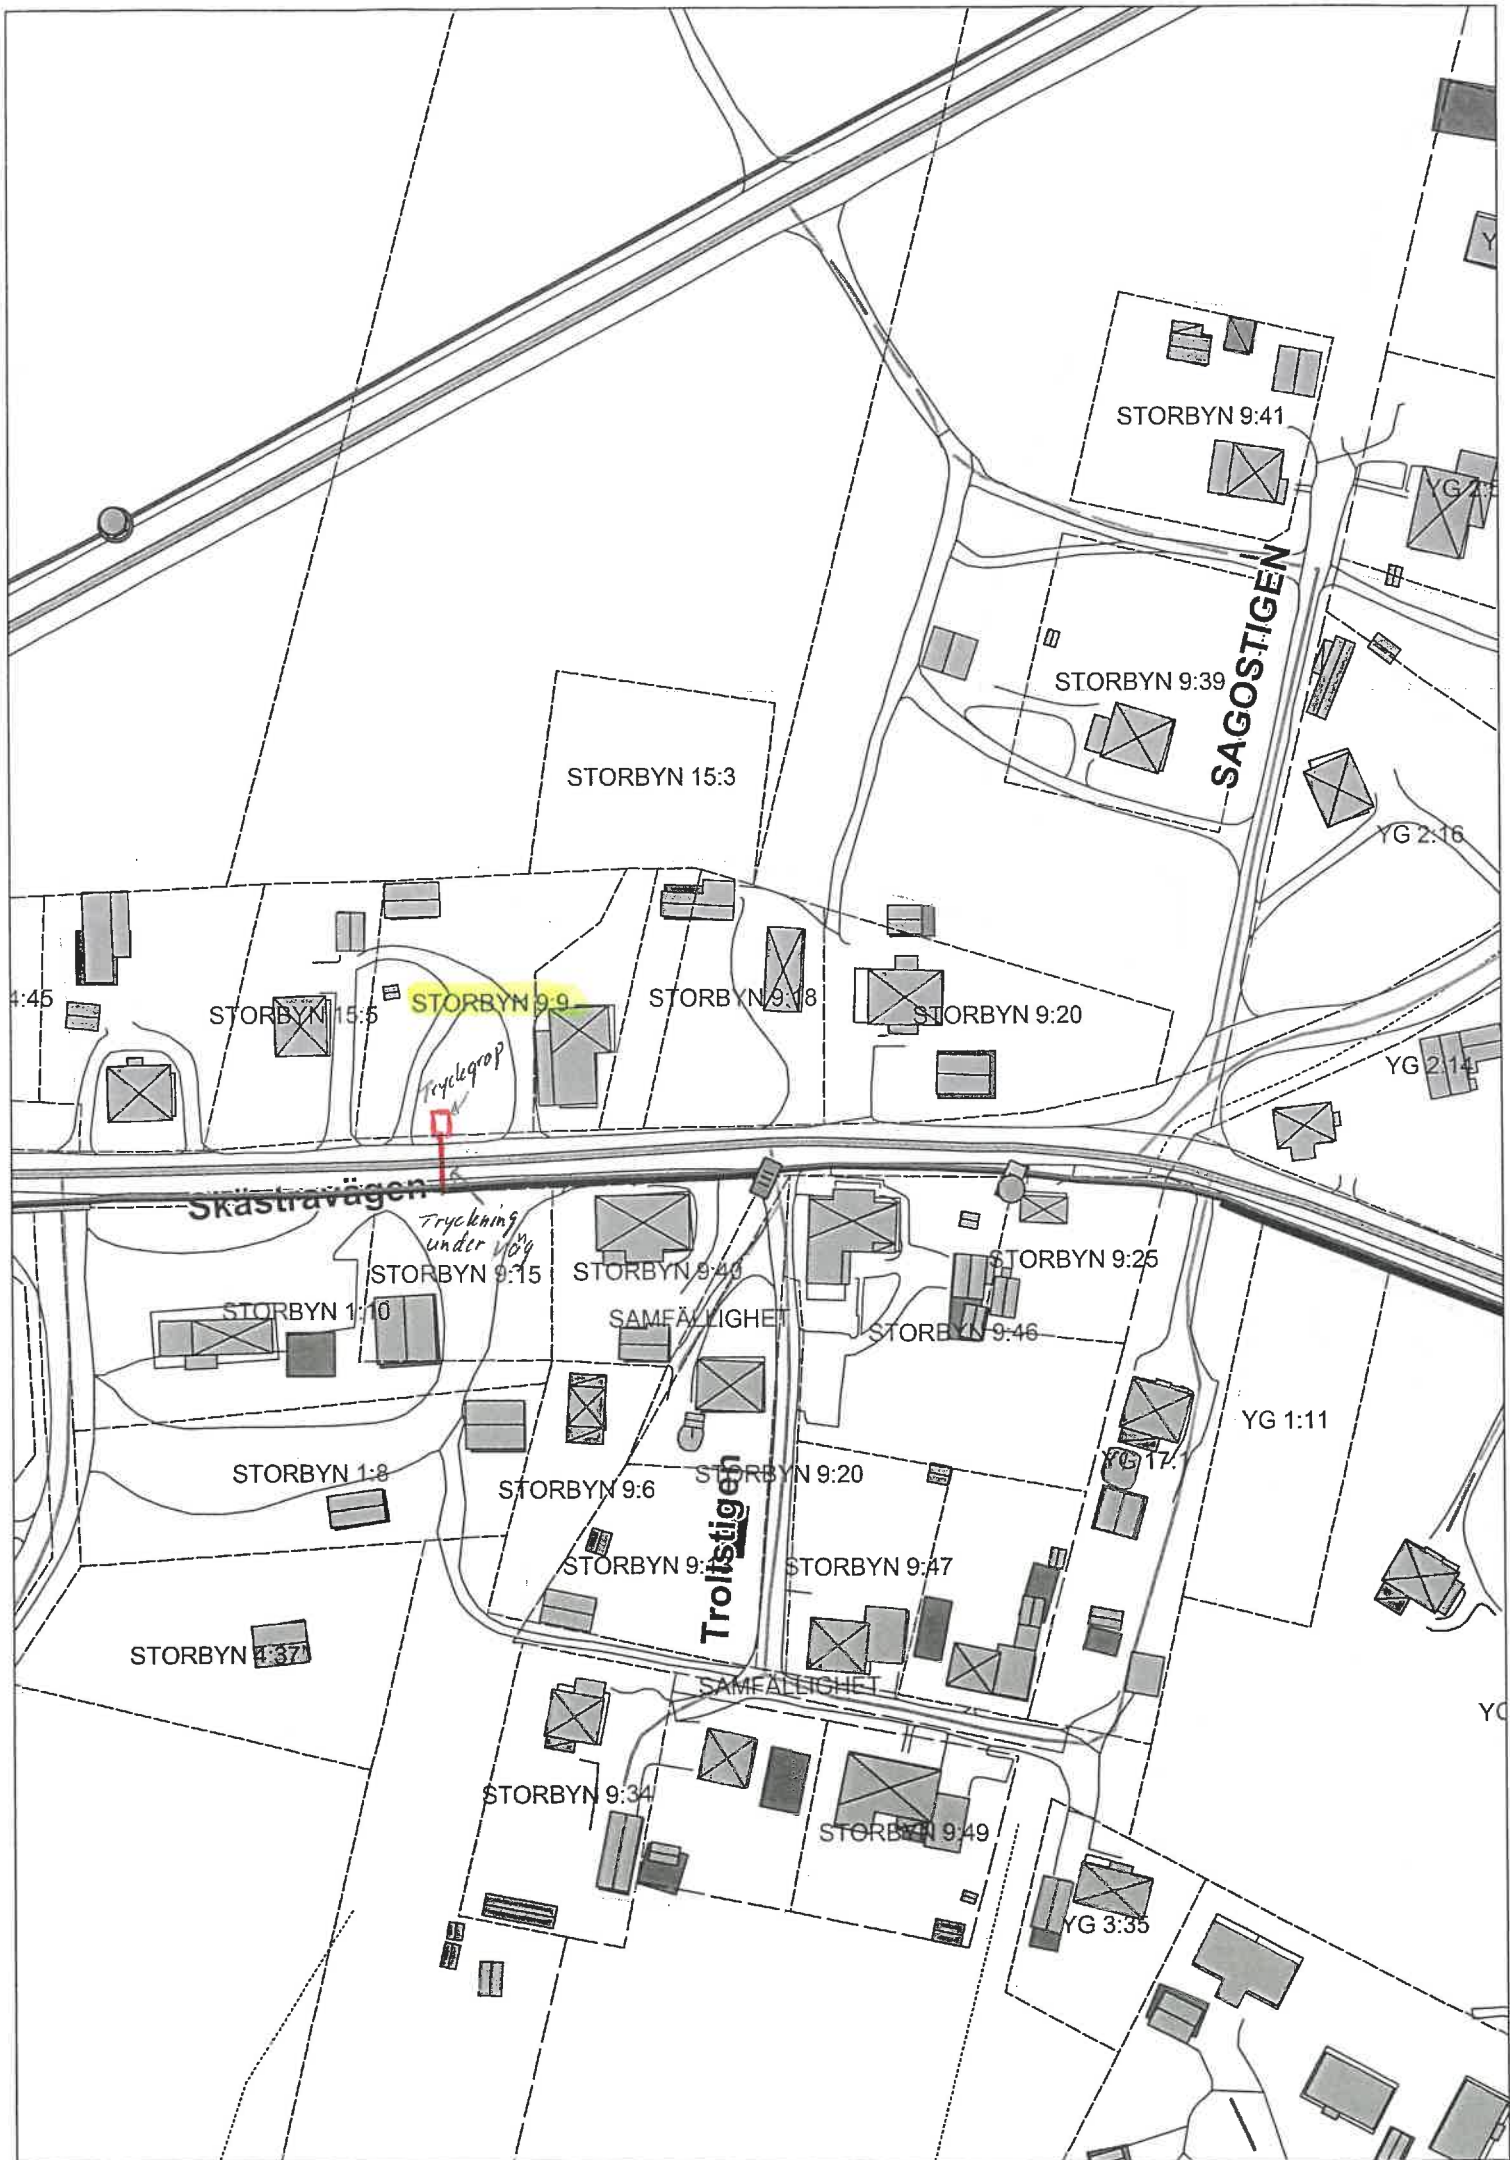 Y
STORBYN 9:41
YG 2:
SAGOSTIGEN
STORBYN 9:39
STORBYN 15:3
YG 2:16
4:45
STORBYN 15:5
STORBYN 9:9
STORBYN 9:18
STORBYN 9:20
YG 2:14
Tryckgrop
Skästravägen
Tryckning
under väg
STORBYN 9:15
STORBYN 9:40
STORBYN 9:25
STORBYN 1:10
SAMFÄLLIGHET
STORBYN 9:46
YG 1:11
YG 17:1
STORBYN 1:8
STORBYN 9:6
STORBYN 9:20
Trollstigen
STORBYN 9:
STORBYN 9:47
STORBYN 4:37
SAMFÄLLIGHET
STORBYN 9:34
STORBYN 9:49
YG 3:35